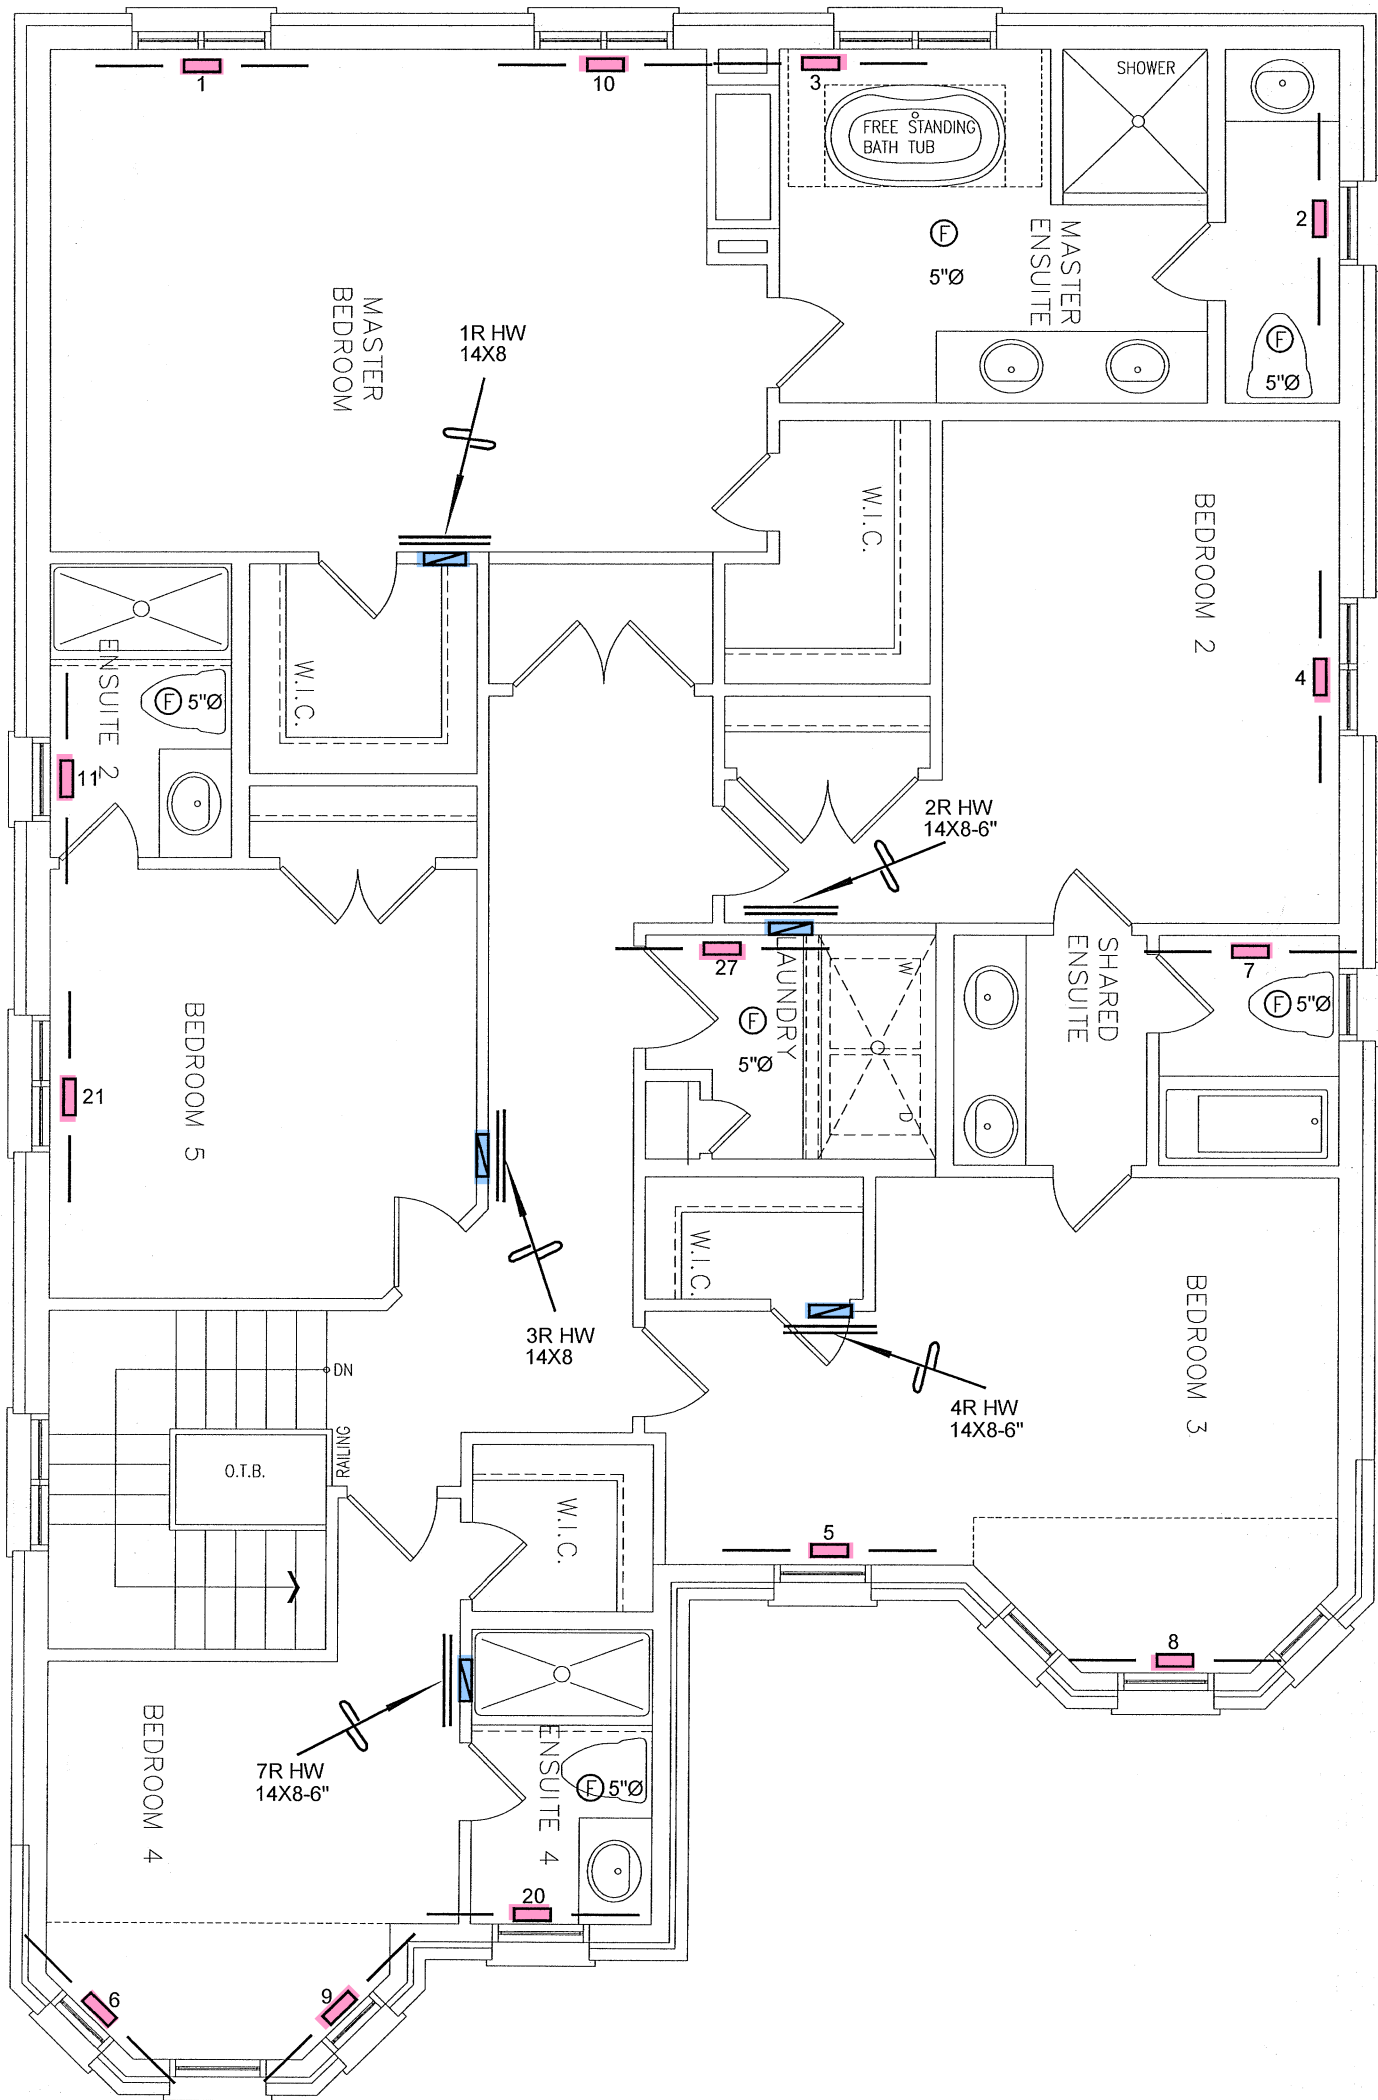 1
10
3
SHOWER
FREE STANDING
BATH TUB
2
F
5"Ø
MASTER
ENSUITE
F
5"Ø
MASTER
BEDROOM
1R HW
14X8
W.I.C.
BEDROOM 2
4
ENSUITE 2
F 5"Ø
11
W.I.C.
2R HW
14X8-6"
27
LAUNDRY
W
D
F
5"Ø
SHARED
ENSUITE
7
F 5"Ø
21
BEDROOM 5
3R HW
14X8
W.I.C.
4R HW
14X8-6"
BEDROOM 3
DN
RAILING
O.T.B.
W.I.C.
5
8
7R HW
14X8-6"
BEDROOM 4
ENSUITE 4
F 5"Ø
20
6
9